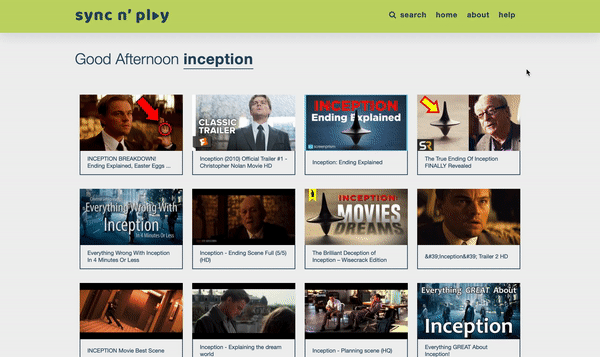 sync n' play
search home about help
Good Afternoon inception
CLASSIC
TRAILER
INCEPTION
Ending Explained
screenprism
SR
INCEPTION BREAKDOWN!
Ending Explained, Easter Eggs ...
Inception (2010) Official Trailer #1 -
Christopher Nolan Movie HD
Inception: Ending Explained
The True Ending Of Inception
FINALLY Revealed
Everything Wrong With
Inception
In 4 Minutes Or Less
INCEPTION:
MOVIES
DREAMS
Everything Wrong With Inception
In 4 Minutes Or Less
Inception - Ending Scene Full (5/5)
(HD)
The Brilliant Deception of
Inception – Wisecrack Edition
&#39;Inception&#39; Trailer 2 HD
Everything GREAT About
Inception!
INCEPTION Movie Best Scene
Inception - Explaining the dream
world
Inception - Planning scene (HQ)
Everything GREAT About
Inception!